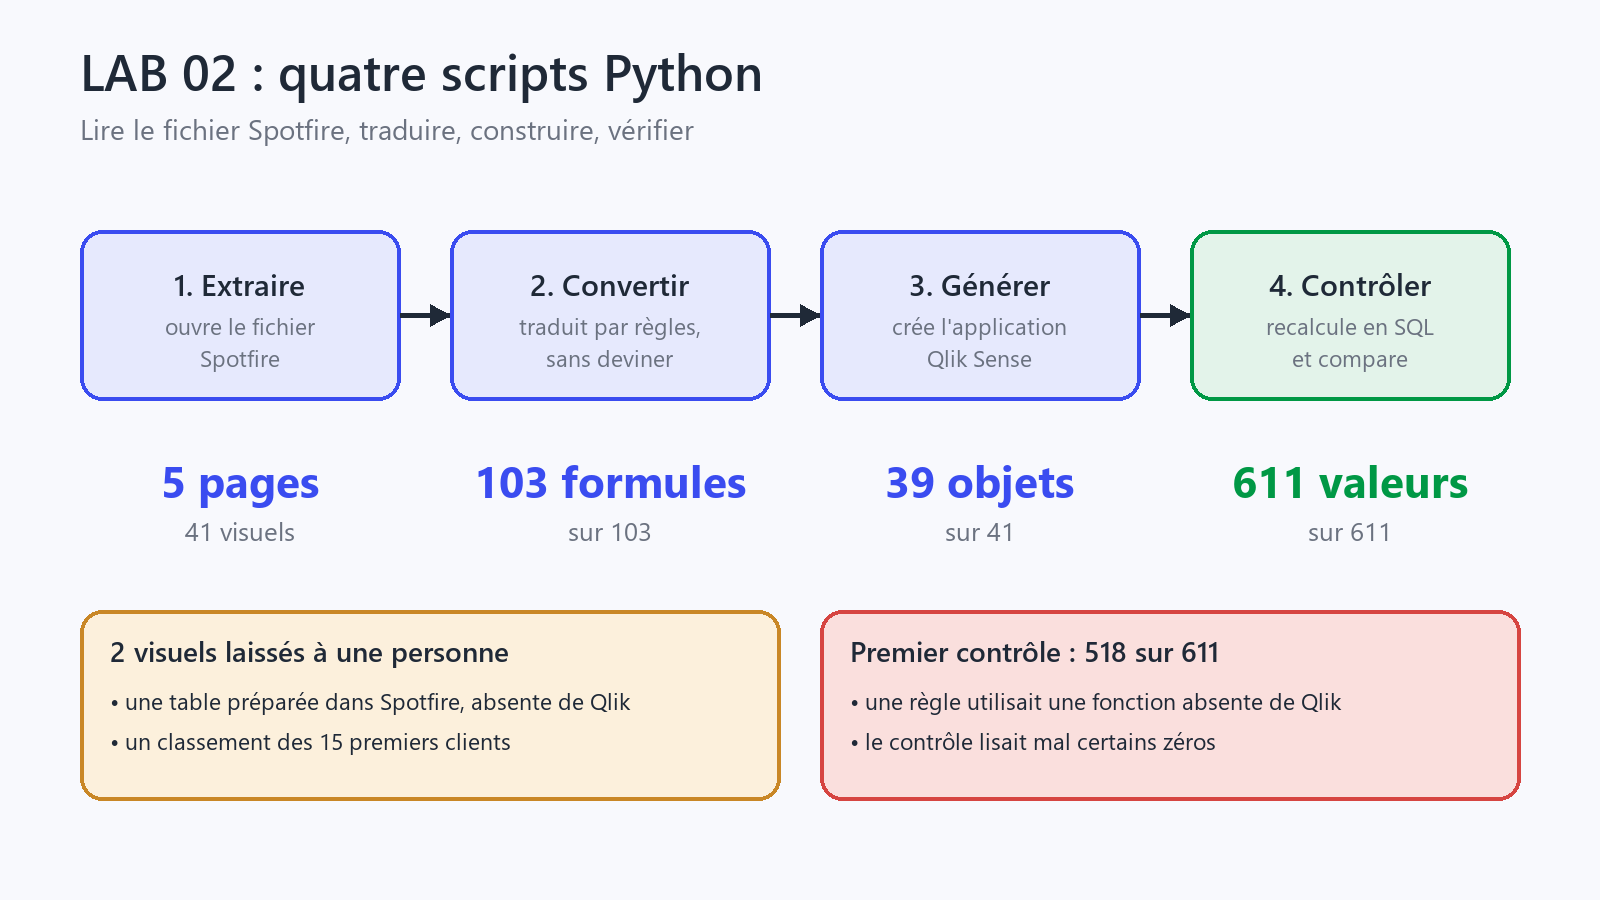 LAB 02 : quatre scripts Python
Lire le fichier Spotfire, traduire, construire, vérifier
1. Extraire
ouvre le fichier
Spotfire
2. Convertir
traduit par règles,
sans deviner
3. Générer
crée l'application
Qlik Sense
4. Contrôler
recalcule en SQL
et compare
5 pages
41 visuels
103 formules
sur 103
39 objets
sur 41
611 valeurs
sur 611
2 visuels laissés à une personne
• une table préparée dans Spotfire, absente de Qlik
• un classement des 15 premiers clients
Premier contrôle : 518 sur 611
• une règle utilisait une fonction absente de Qlik
• le contrôle lisait mal certains zéros